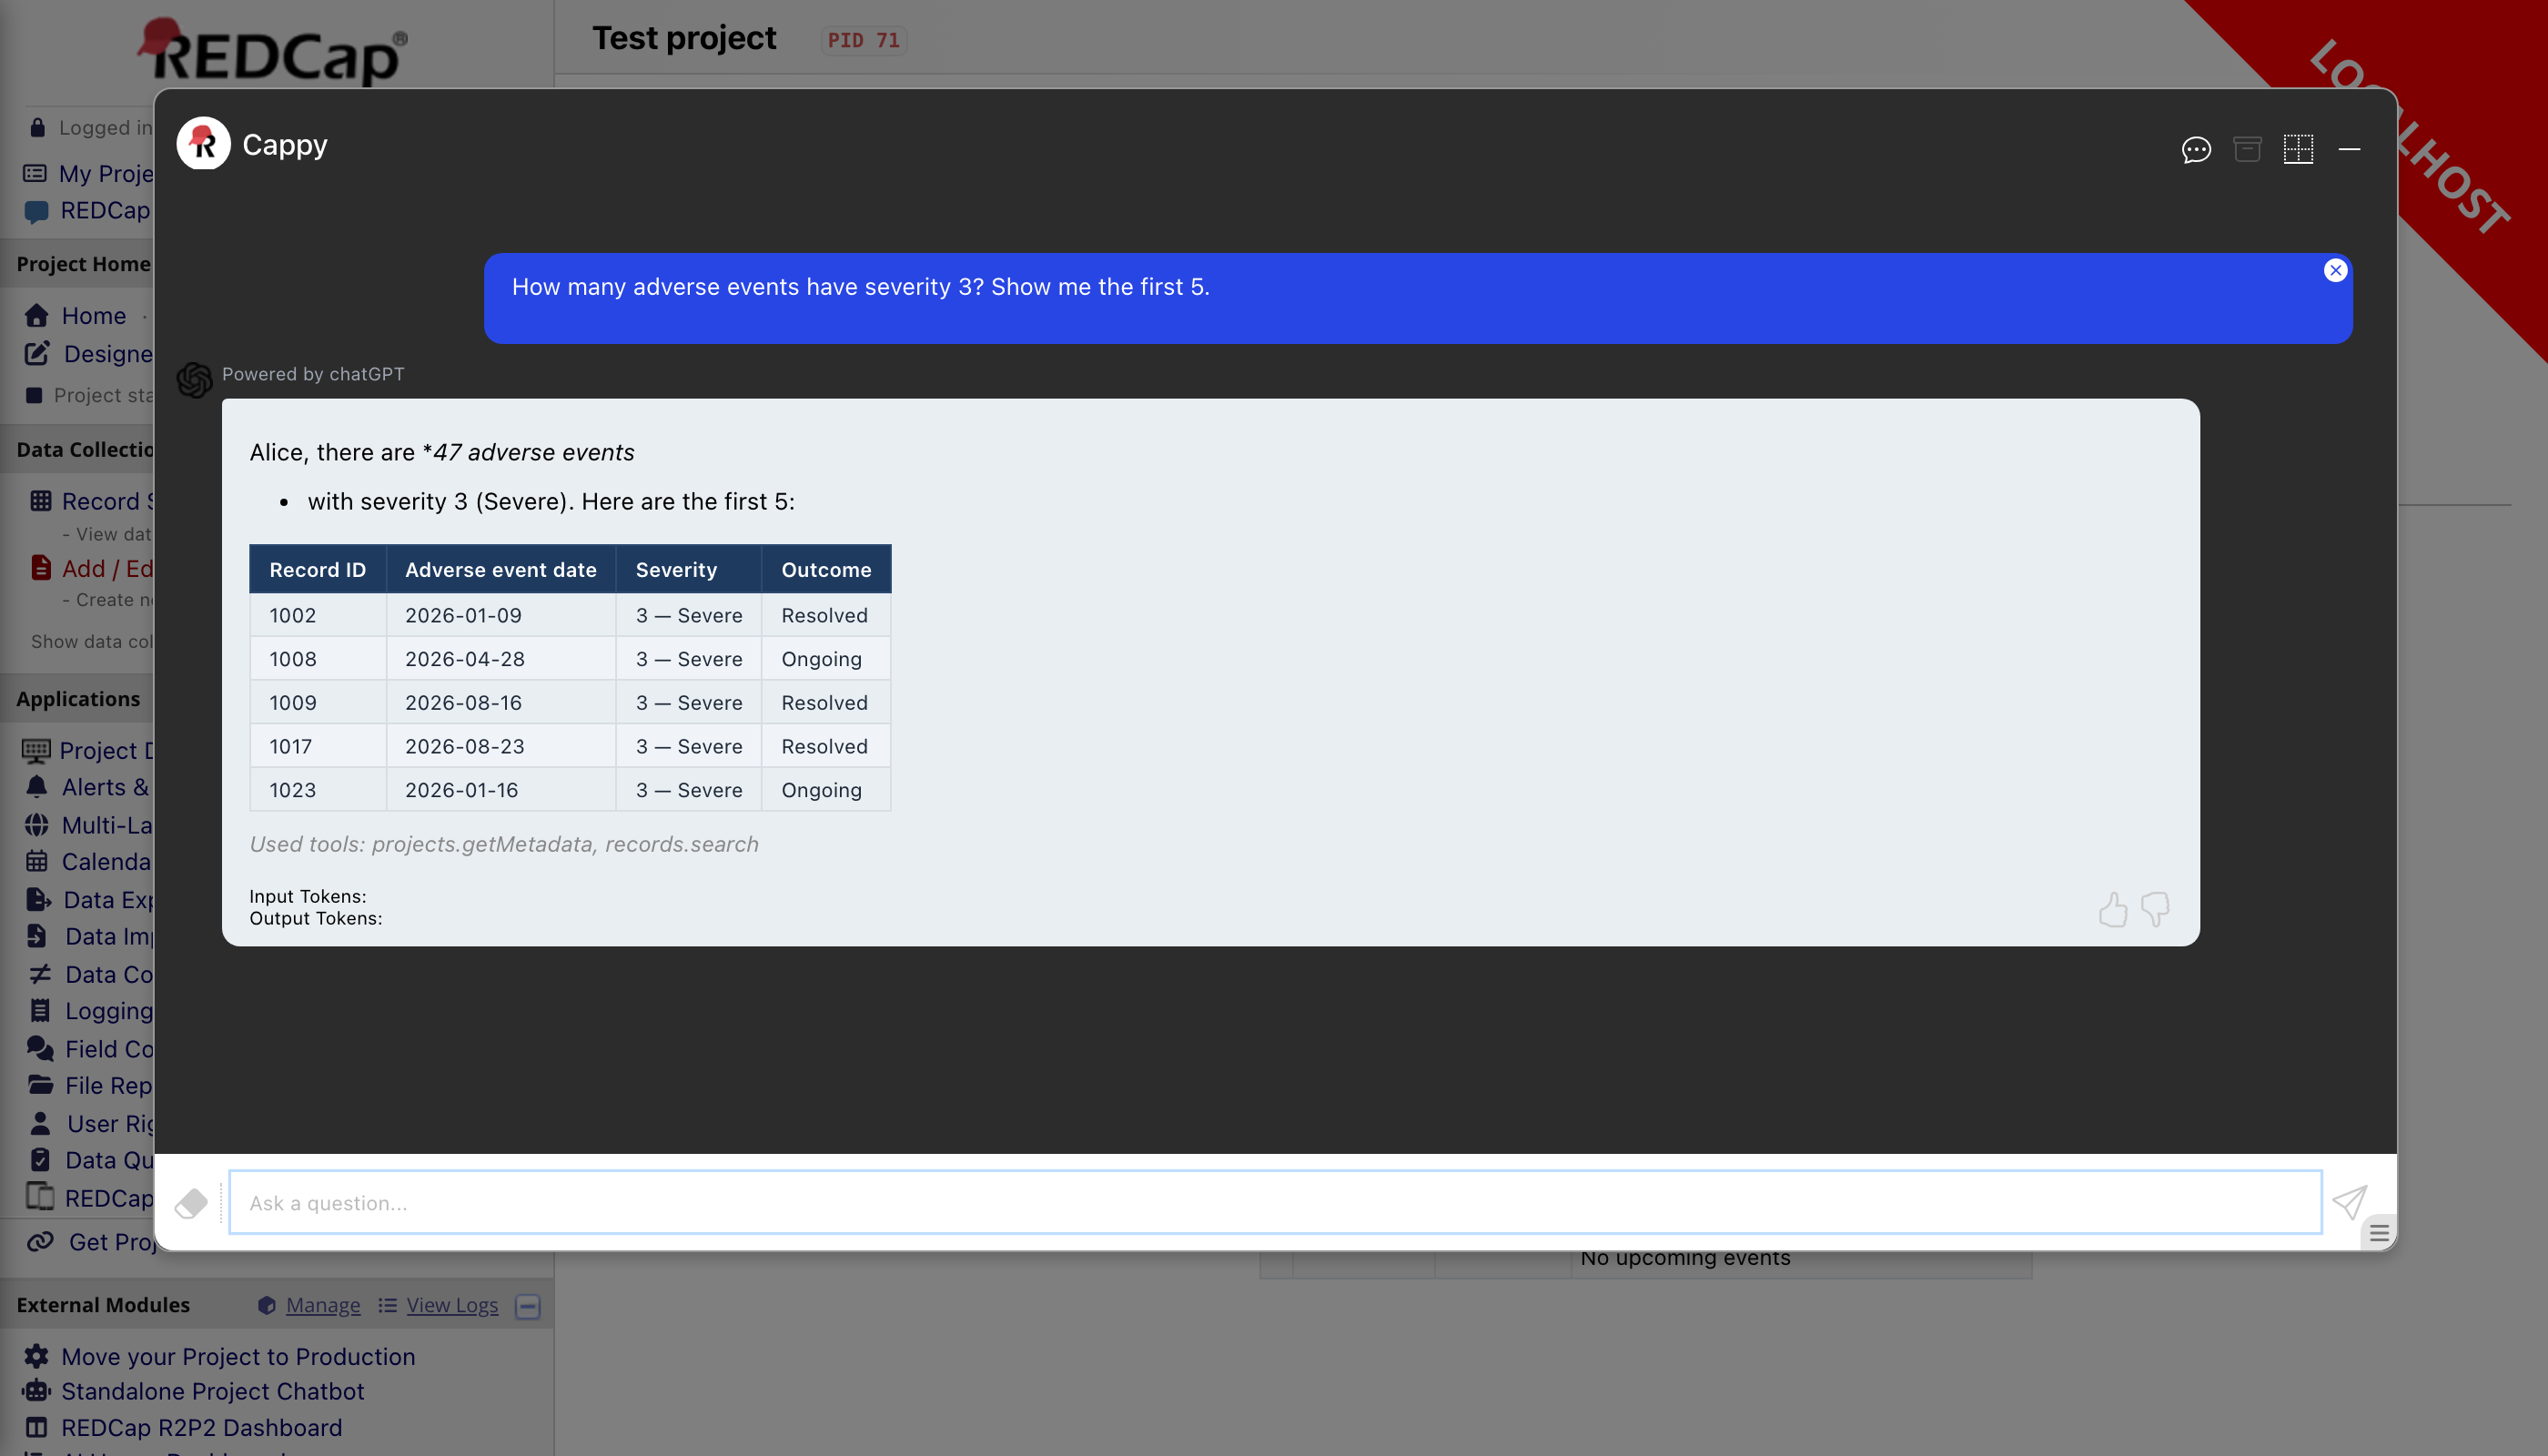 REDCap®
Test project PID 71
LOCALHOST
Logged in
My Proje
REDCap
Project Home
Home ·
Designe
Project sta
Data Collectio
Record S
- View dat
Add / Ed
- Create ne
Show data col
Applications
Project D
Alerts &
Multi-La
Calenda
Data Exp
Data Imp
Data Co
Logging
Field Co
File Rep
User Rig
Data Qu
REDCap
Get Proj
External Modules Manage View Logs
Move your Project to Production
Standalone Project Chatbot
REDCap R2P2 Dashboard
Cappy
How many adverse events have severity 3? Show me the first 5.
Powered by chatGPT
Alice, there are *47 adverse events
• with severity 3 (Severe). Here are the first 5:
Record ID Adverse event date Severity Outcome
1002 2026-01-09 3 — Severe Resolved
1008 2026-04-28 3 — Severe Ongoing
1009 2026-08-16 3 — Severe Resolved
1017 2026-08-23 3 — Severe Resolved
1023 2026-01-16 3 — Severe Ongoing
Used tools: projects.getMetadata, records.search
Input Tokens:
Output Tokens:
Ask a question...
No upcoming events